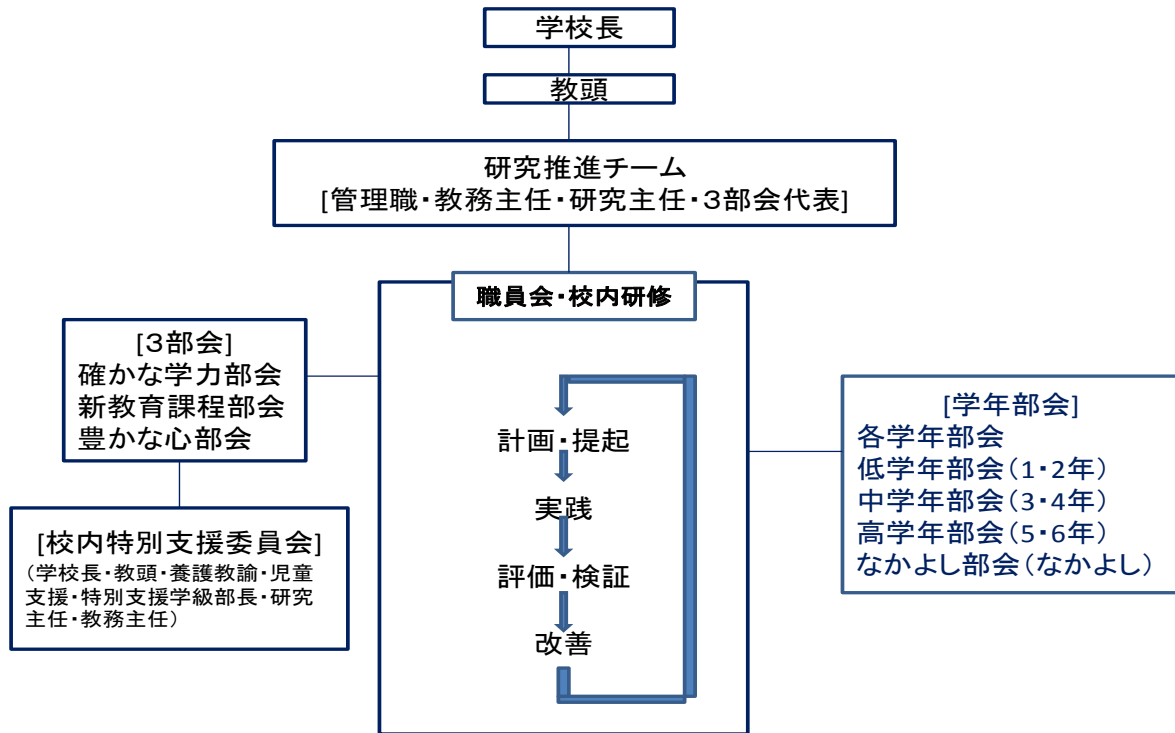 学校長
教頭
研究推進チーム
[管理職・教務主任・研究主任・3部会代表]
職員会・校内研修
[3部会]
確かな学力部会
新教育課程部会
豊かな心部会
[校内特別支援委員会]
(学校長・教頭・養護教諭・児童
支援・特別支援学級部長・研究
主任・教務主任)
計画・提起
実践
評価・検証
改善
[学年部会]
各学年部会
低学年部会(1・2年)
中学年部会(3・4年)
高学年部会(5・6年)
なかよし部会(なかよし)